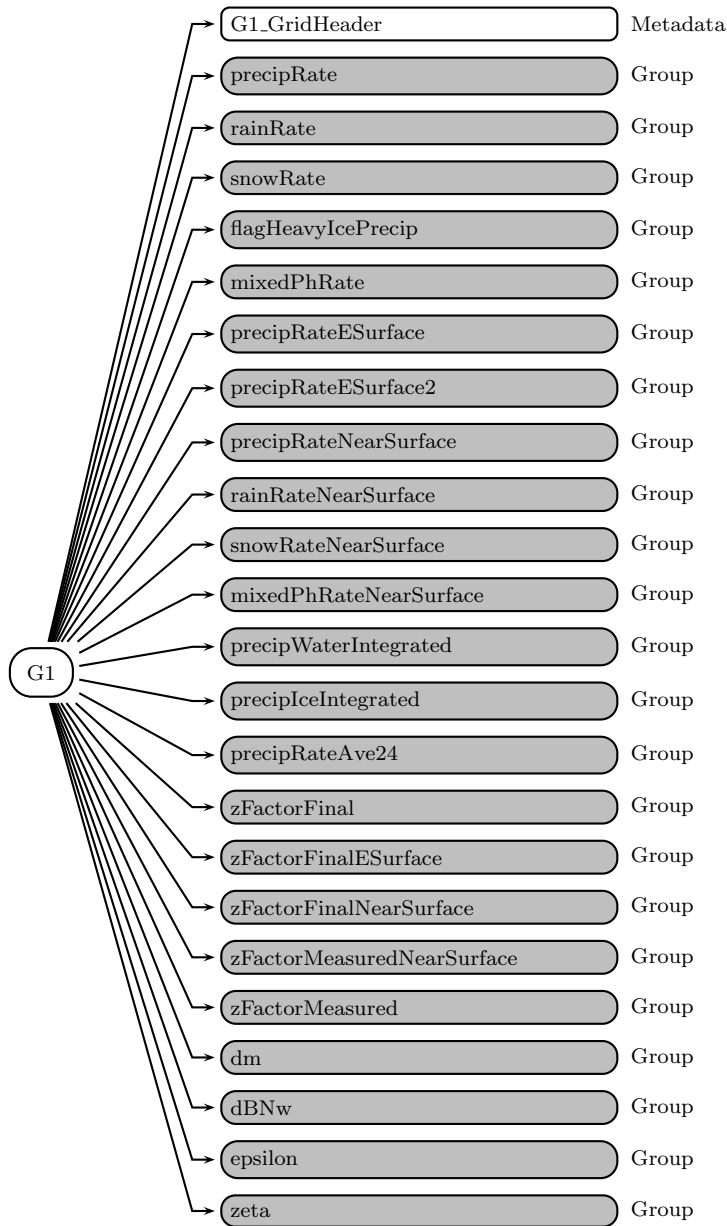 G1_GridHeader Metadata
precipRate Group
rainRate Group
snowRate Group
flagHeavyIcePrecip Group
mixedPhRate Group
precipRateESurface Group
precipRateESurface2 Group
precipRateNearSurface Group
rainRateNearSurface Group
snowRateNearSurface Group
mixedPhRateNearSurface Group
precipWaterIntegrated Group
G1
precipIceIntegrated Group
precipRateAve24 Group
zFactorFinal Group
zFactorFinalESurface Group
zFactorFinalNearSurface Group
zFactorMeasuredNearSurface Group
zFactorMeasured Group
dm Group
dBNw Group
epsilon Group
zeta Group